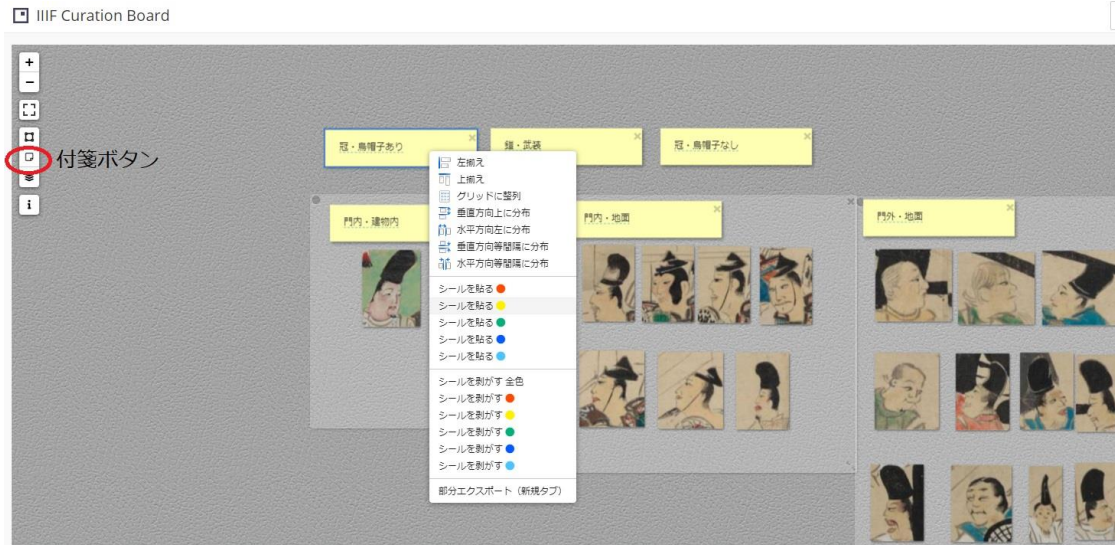 IIIF Curation Board
+
−
付箋ボタン
i
冠・烏帽子あり
鎧・武装
冠・烏帽子なし
門内・建物内
門内・地面
門外・地面
左揃え
上揃え
グリッドに整列
垂直方向上に分布
水平方向左に分布
垂直方向等間隔に分布
水平方向等間隔に分布
シールを貼る
シールを貼る
シールを貼る
シールを貼る
シールを貼る
シールを剥がす 全色
シールを剥がす
シールを剥がす
シールを剥がす
シールを剥がす
シールを剥がす
部分エクスポート（新規タブ）